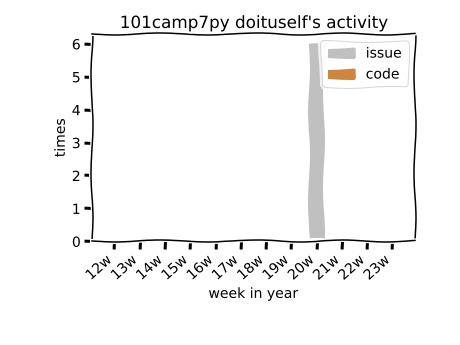 101camp7py doituself's activity
issue
code
times
6
5
4
3
2
1
0
12w 13w 14w 15w 16w 17w 18w 19w 20w 21w 22w 23w
week in year